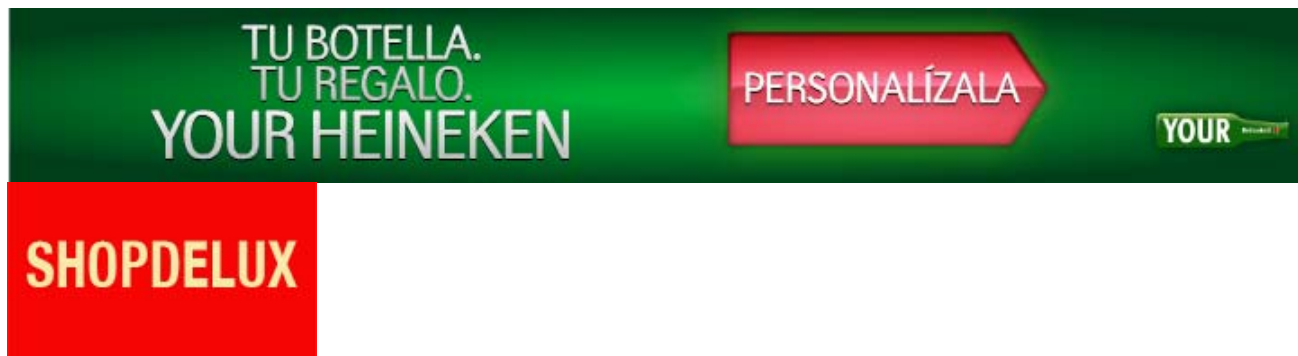 TU BOTELLA.
TU REGALO.
YOUR HEINEKEN
PERSONALÍZALA
YOUR
SHOPDELUX